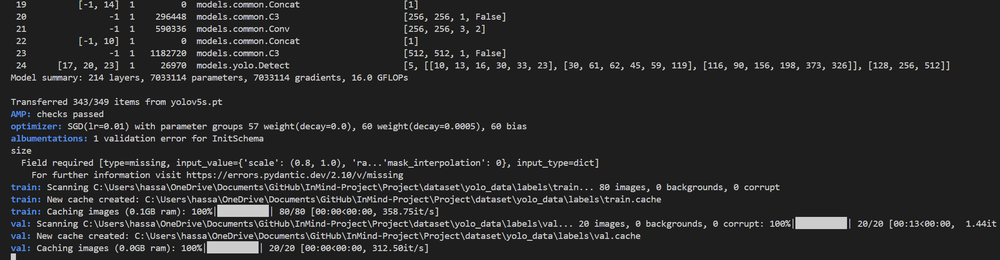 19 [-1, 14] 1 0 models.common.Concat [1]
20 -1 1 296448 models.common.C3 [256, 256, 1, False]
21 -1 1 590336 models.common.Conv [256, 256, 3, 2]
22 [-1, 10] 1 0 models.common.Concat [1]
23 -1 1 1182720 models.common.C3 [512, 512, 1, False]
24 [17, 20, 23] 1 26970 models.yolo.Detect [5, [[10, 13, 16, 30, 33, 23], [30, 61, 62, 45, 59, 119], [116, 90, 156, 198, 373, 326]], [128, 256, 512]]
Model summary: 214 layers, 7033114 parameters, 7033114 gradients, 16.0 GFLOPs
Transferred 343/349 items from yolov5s.pt
AMP: checks passed
optimizer: SGD(lr=0.01) with parameter groups 57 weight(decay=0.0), 60 weight(decay=0.0005), 60 bias
albumentations: 1 validation error for InitSchema
size
Field required [type=missing, input_value={'scale': (0.8, 1.0), 'ra...'mask_interpolation': 0}, input_type=dict]
For further information visit https://errors.pydantic.dev/2.10/v/missing
train: Scanning C:\Users\hassa\OneDrive\Documents\GitHub\InMind-Project\Project\dataset\yolo_data\labels\train... 80 images, 0 backgrounds, 0 corrupt
train: New cache created: C:\Users\hassa\OneDrive\Documents\GitHub\InMind-Project\Project\dataset\yolo_data\labels\train.cache
train: Caching images (0.1GB ram): 100%|██████████| 80/80 [00:00<00:00, 358.75it/s]
val: Scanning C:\Users\hassa\OneDrive\Documents\GitHub\InMind-Project\Project\dataset\yolo_data\labels\val... 20 images, 0 backgrounds, 0 corrupt: 100%|██████████| 20/20 [00:13<00:00, 1.44it
val: New cache created: C:\Users\hassa\OneDrive\Documents\GitHub\InMind-Project\Project\dataset\yolo_data\labels\val.cache
val: Caching images (0.0GB ram): 100%|██████████| 20/20 [00:00<00:00, 312.50it/s]